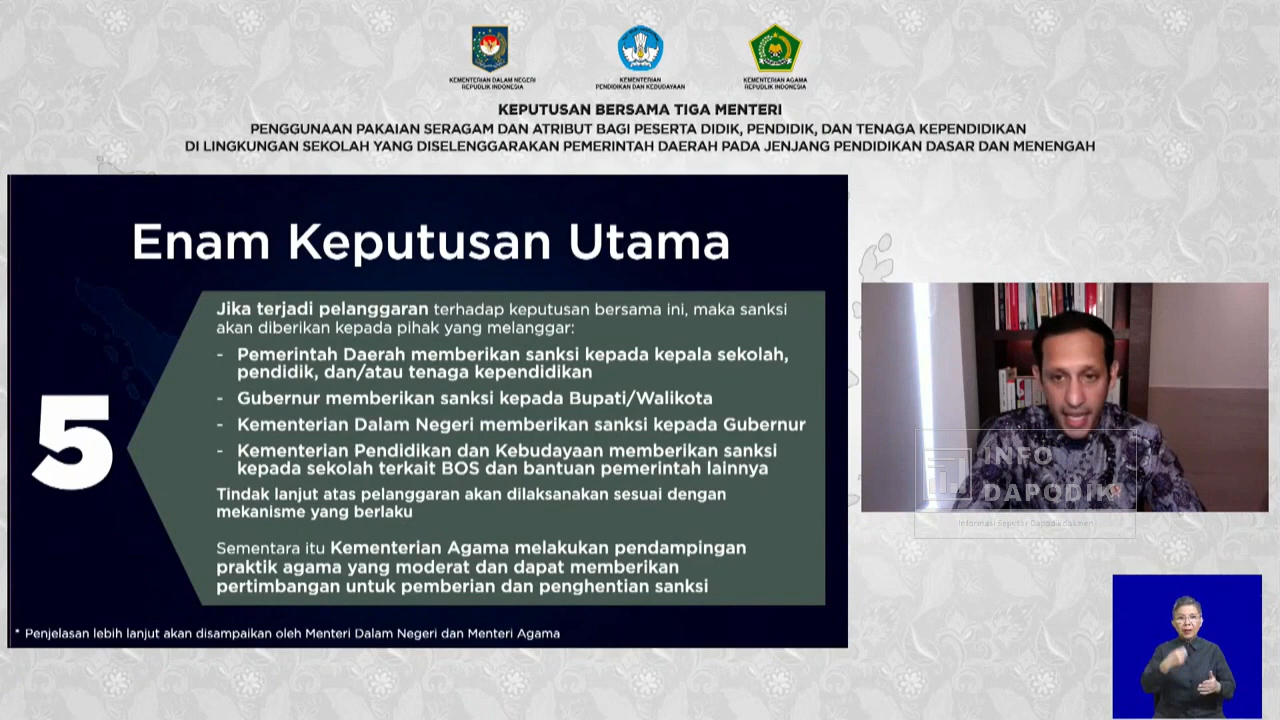 KEMENTERIAN DALAM NEGERI
REPUBLIK INDONESIA
KEMENTERIAN
PENDIDIKAN DAN KEBUDAYAAN
KEMENTERIAN AGAMA
REPUBLIK INDONESIA
KEPUTUSAN BERSAMA TIGA MENTERI
PENGGUNAAN PAKAIAN SERAGAM DAN ATRIBUT BAGI PESERTA DIDIK, PENDIDIK, DAN TENAGA KEPENDIDIKAN
DI LINGKUNGAN SEKOLAH YANG DISELENGGARAKAN PEMERINTAH DAERAH PADA JENJANG PENDIDIKAN DASAR DAN MENENGAH
Enam Keputusan Utama
5
Jika terjadi pelanggaran terhadap keputusan bersama ini, maka sanksi
akan diberikan kepada pihak yang melanggar:
- Pemerintah Daerah memberikan sanksi kepada kepala sekolah,
pendidik, dan/atau tenaga kependidikan
- Gubernur memberikan sanksi kepada Bupati/Walikota
- Kementerian Dalam Negeri memberikan sanksi kepada Gubernur
- Kementerian Pendidikan dan Kebudayaan memberikan sanksi
kepada sekolah terkait BOS dan bantuan pemerintah lainnya
Tindak lanjut atas pelanggaran akan dilaksanakan sesuai dengan
mekanisme yang berlaku
Sementara itu Kementerian Agama melakukan pendampingan
praktik agama yang moderat dan dapat memberikan
pertimbangan untuk pemberian dan penghentian sanksi
* Penjelasan lebih lanjut akan disampaikan oleh Menteri Dalam Negeri dan Menteri Agama
INFO
DAPODIK
Informasi Seputar Dapodikdasmen